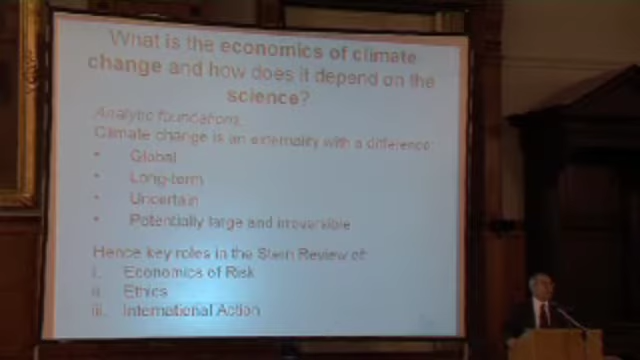 What is the economics of climate
change and how does it depend on the
science?
Analytic foundations:
Climate change is an externality with a difference:
• Global
• Long-term
• Uncertain
• Potentially large and irreversible
Hence key roles in the Stern Review of:
i. Economics of Risk
ii. Ethics
iii. International Action